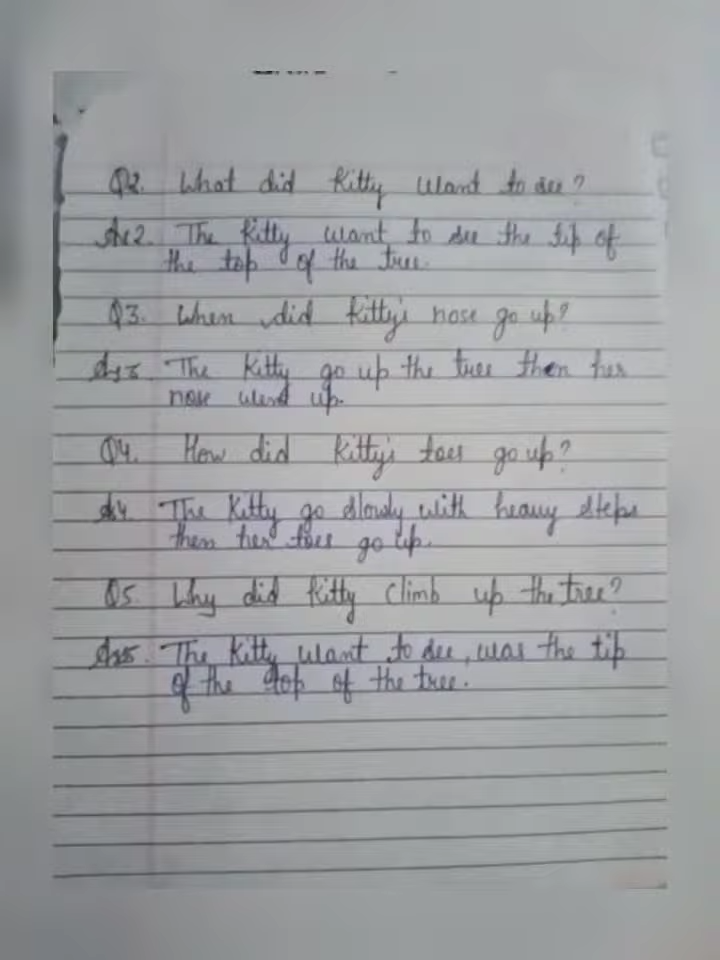 Q2. What did Kitty want to see?
Ans2. The Kitty want to see the tip of
the top of the tree.
Q3. When did Kitty's nose go up?
Ans3. The Kitty go up the tree then her
nose went up.
Q4. How did Kitty's toes go up?
A4 The Kitty go slowly with heavy steps
then her toes go up.
Q5. Why did Kitty Climb up the tree?
Ans5. The Kitty want to see, was the tip
of the top of the tree.